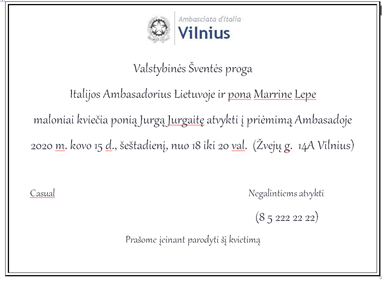 Ambasciata d'Italia
Vilnius
Valstybinės Šventės proga
Italijos Ambasadorius Lietuvoje ir pona Marrine Lepe
maloniai kviečia ponią Jurgą Jurgaitę atvykti į priėmimą Ambasadoje
2020 m. kovo 15 d., šeštadienį, nuo 18 iki 20 val. (Žvejų g. 14A Vilnius)
Casual
Negalintiems atvykti
(8 5 222 22 22)
Prašome įeinant parodyti šį kvietimą